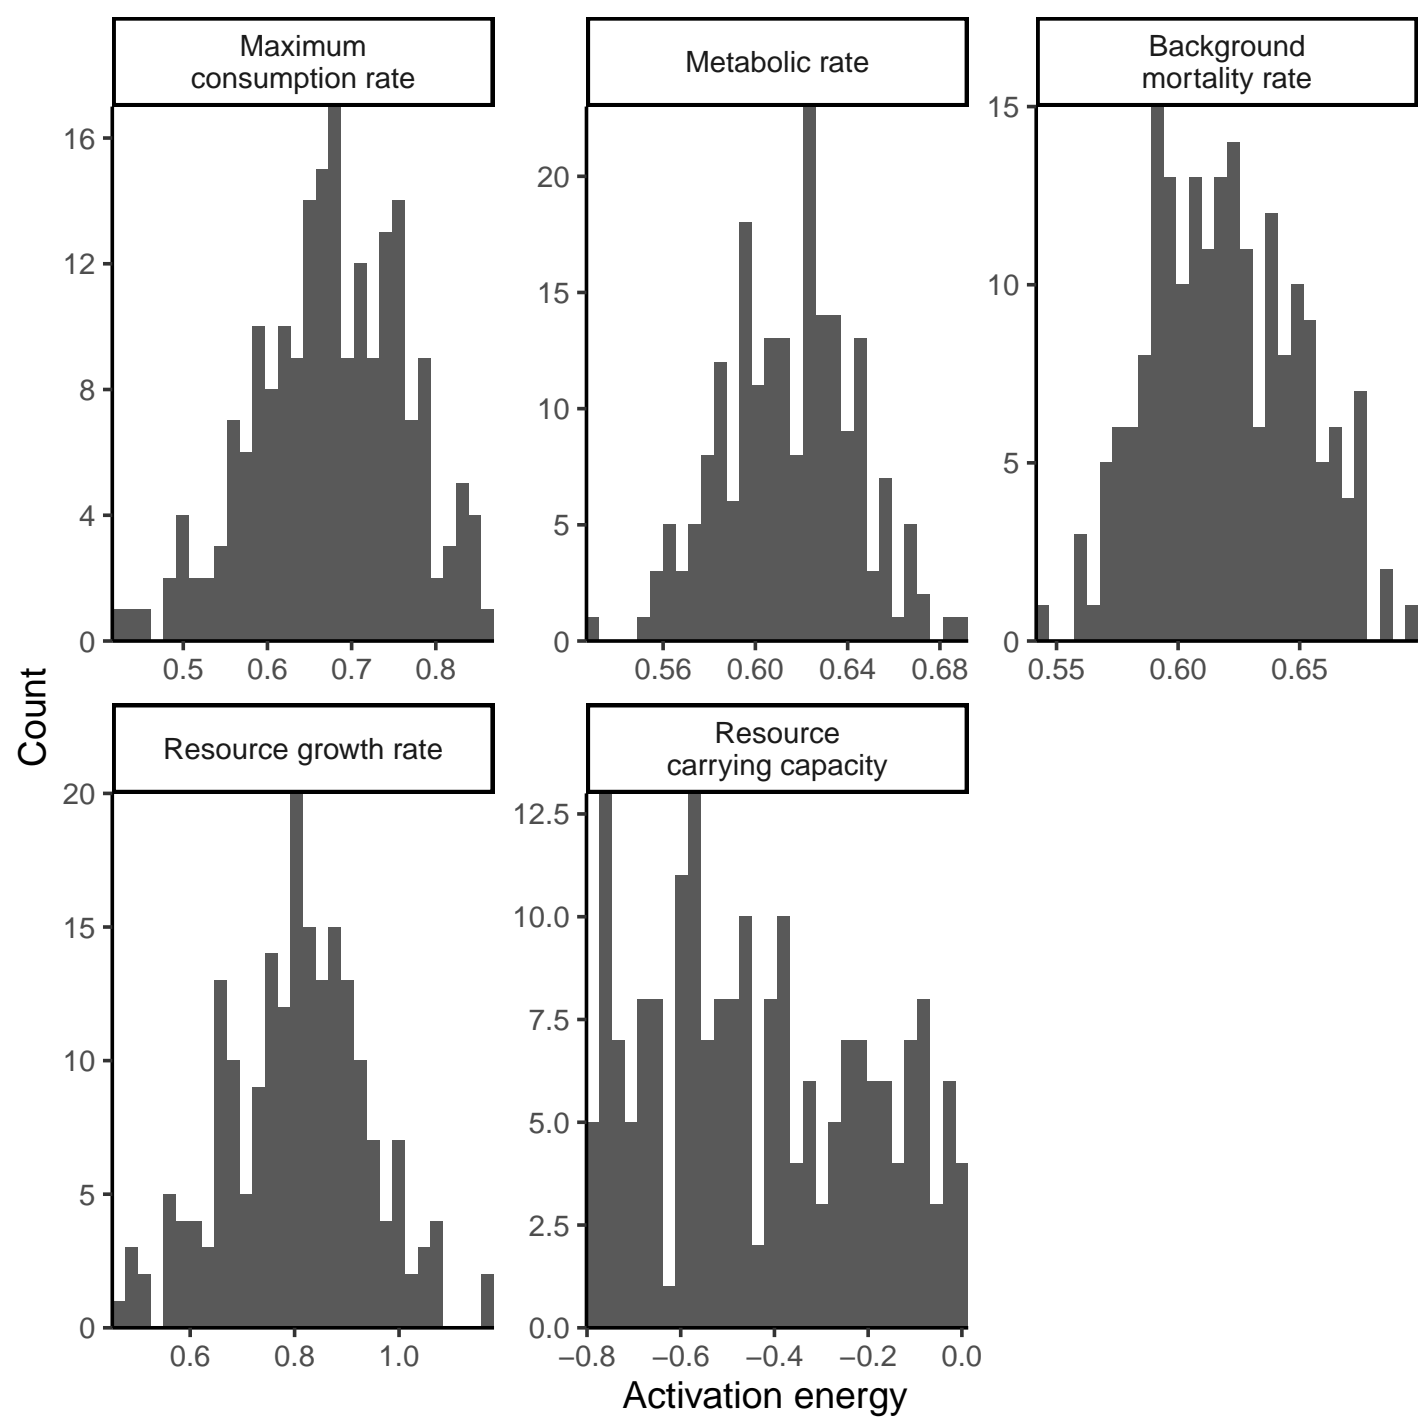 Maximum
consumption rate
Metabolic rate
Background
mortality rate
16
12
8
4
0
0.5 0.6 0.7 0.8
20
15
10
5
0
0.56 0.60 0.64 0.68
15
10
5
0
0.55 0.60 0.65
Count
Resource growth rate
Resource
carrying capacity
20
15
10
5
0
0.6 0.8 1.0
12.5
10.0
7.5
5.0
2.5
0.0
−0.8 −0.6 −0.4 −0.2 0.0
Activation energy